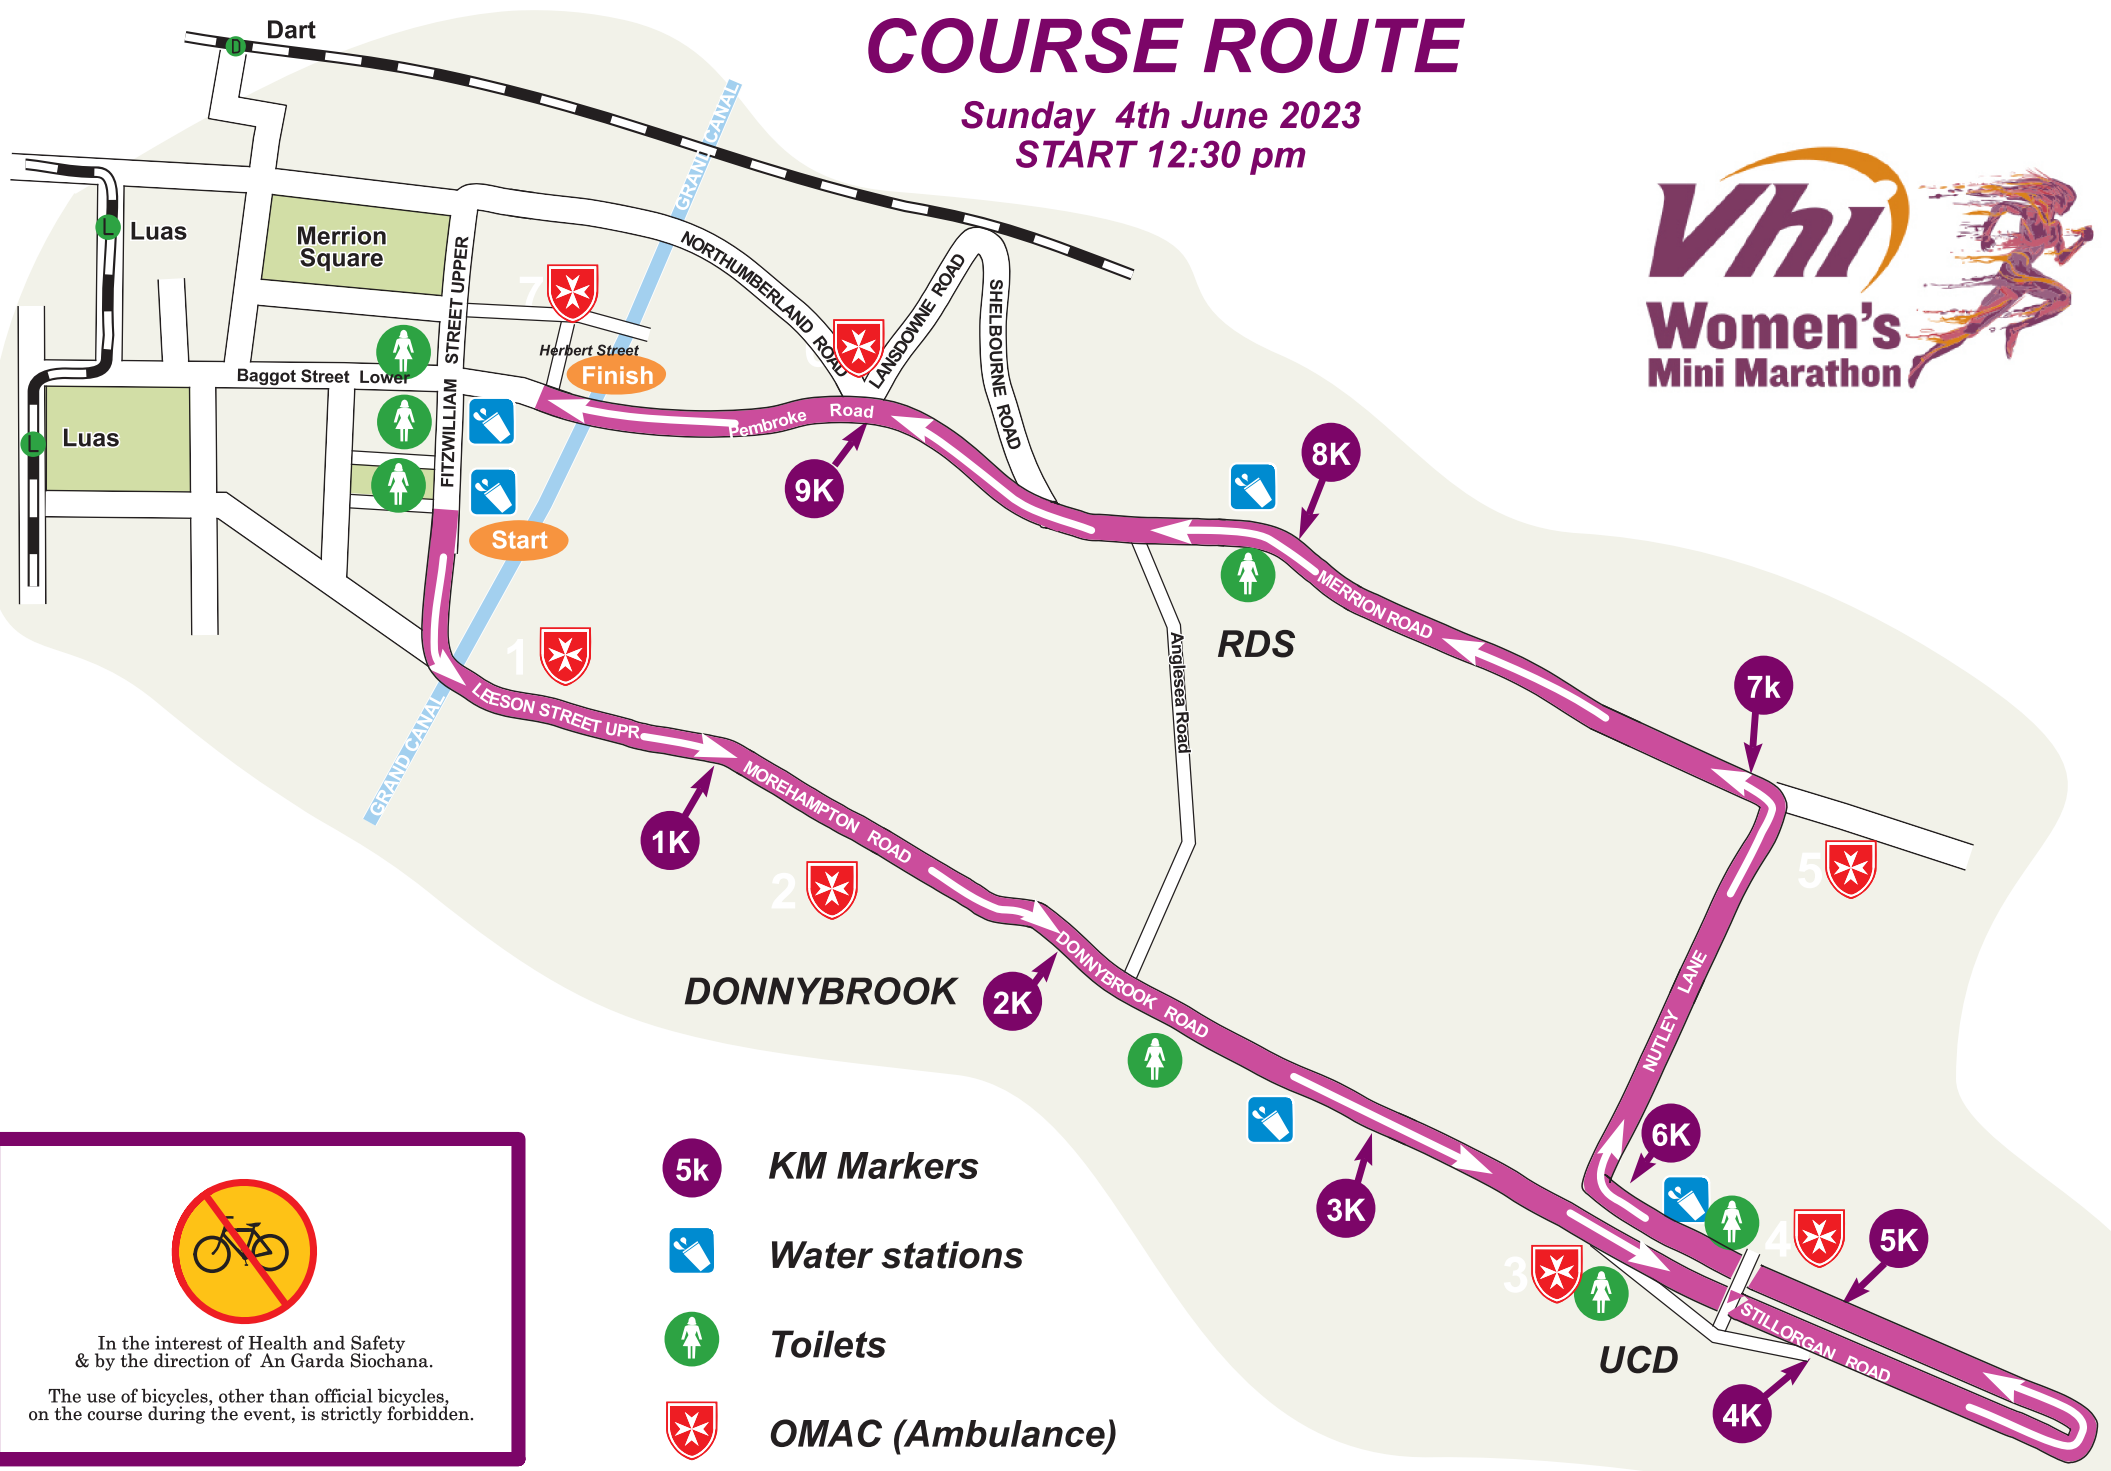 COURSE ROUTE
Sunday 4th June 2023
START 12:30 pm
Vhi
Women's
Mini Marathon
Dart
D
GRAND CANAL
L
Luas
Merrion
Square
FITZWILLIAM STREET UPPER
NORTHUMBERLAND ROAD
LANSDOWNE ROAD
SHELBOURNE ROAD
7
Herbert Street
Finish
Baggot Street Lower
Pembroke Road
L
Luas
9K
8K
Start
MERRION ROAD
RDS
Anglesea Road
1
7k
LEESON STREET UPR
GRAND CANAL
MOREHAMPTON ROAD
1K
2
5
DONNYBROOK
2K
DONNYBROOK ROAD
NUTLEY LANE
6K
3K
4
5K
3
STILLORGAN ROAD
UCD
4K
5k
KM Markers
Water stations
Toilets
OMAC (Ambulance)
In the interest of Health and Safety
& by the direction of An Garda Siochana.
The use of bicycles, other than official bicycles,
on the course during the event, is strictly forbidden.